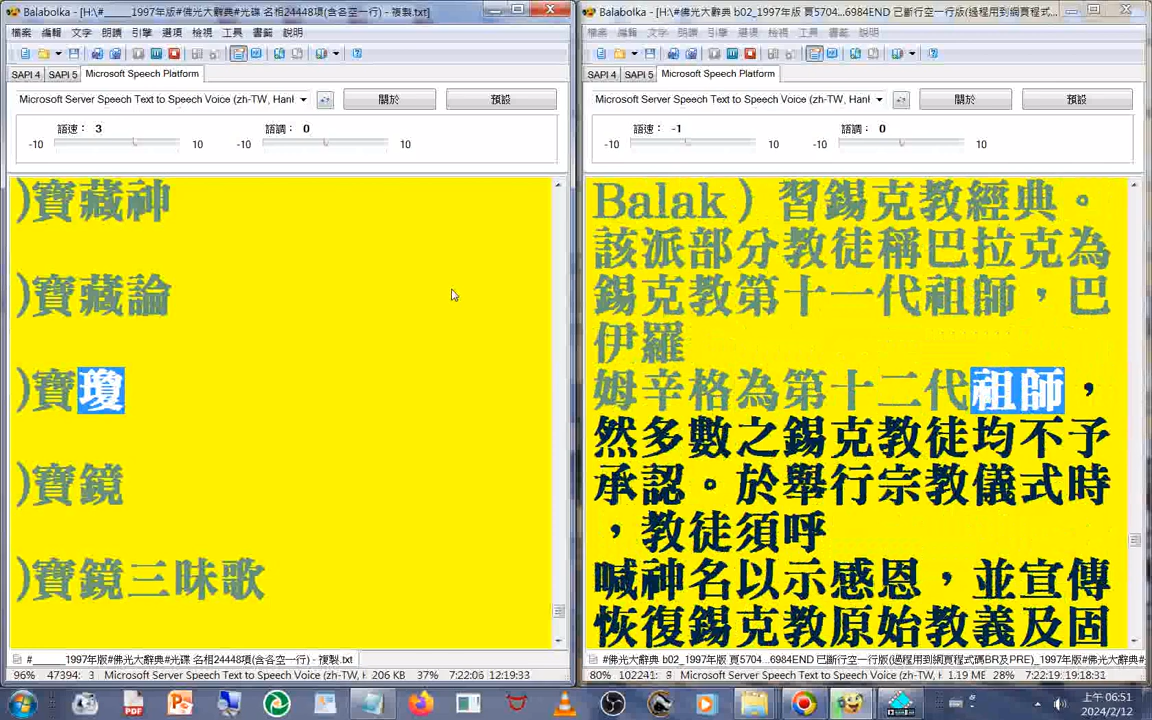 Balabolka - [H:\#_____1997年版#佛光大辭典#光碟 名相24448項(含各空一行) - 複製.txt]
檔案 編輯 文字 朗讀 引擎 選項 檢視 工具 書籤 說明
SAPI 4 SAPI 5 Microsoft Speech Platform
Microsoft Server Speech Text to Speech Voice (zh-TW, Hanl
關於
預設
語速： 3
語調： 0
-10 10 -10 10
)寶藏神
)寶藏論
)寶瓊
)寶鏡
)寶鏡三昧歌
#_____1997年版#佛光大辭典#光碟 名相24448項(含各空一行) - 複製.txt
96% 47394: 3 Microsoft Server Speech Text to Speech Voice (zh-TW, H 206 KB 37% 7:22:06 12:19:33
Balabolka - [H:\#佛光大辭典 b02_1997年版 頁5704...6984END 已斷行空一行版(過程用到網頁程式...
檔案 編輯 文字 朗讀 引擎 選項 檢視 工具 書籤 說明
SAPI 4 SAPI 5 Microsoft Speech Platform
Microsoft Server Speech Text to Speech Voice (zh-TW, Hanl
關於
預設
語速： -1
語調： 0
-10 10 -10 10
Balak）習錫克教經典。
該派部分教徒稱巴拉克為
錫克教第十一代祖師，巴
伊羅
姆辛格為第十二代祖師，
然多數之錫克教徒均不予
承認。於舉行宗教儀式時
，教徒須呼
喊神名以示感恩，並宣傳
恢復錫克教原始教義及固
#佛光大辭典 b02_1997年版 頁5704...6984END 已斷行空一行版(過程用到網頁程式碼BR及PRE)_1997年版#佛光大辭典#
80% 102241: 9 Microsoft Server Speech Text to Speech Voice (zh-TW, H 1.19 ME 28% 7:22:19 19:18:31
上午 06:51
2024/2/12